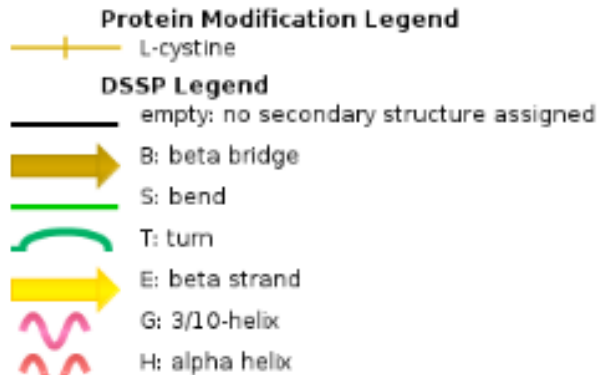 Protein Modification Legend
L-cystine
DSSP Legend
empty: no secondary structure assigned
B: beta bridge
S: bend
T: turn
E: beta strand
G: 3/10-helix
H: alpha helix